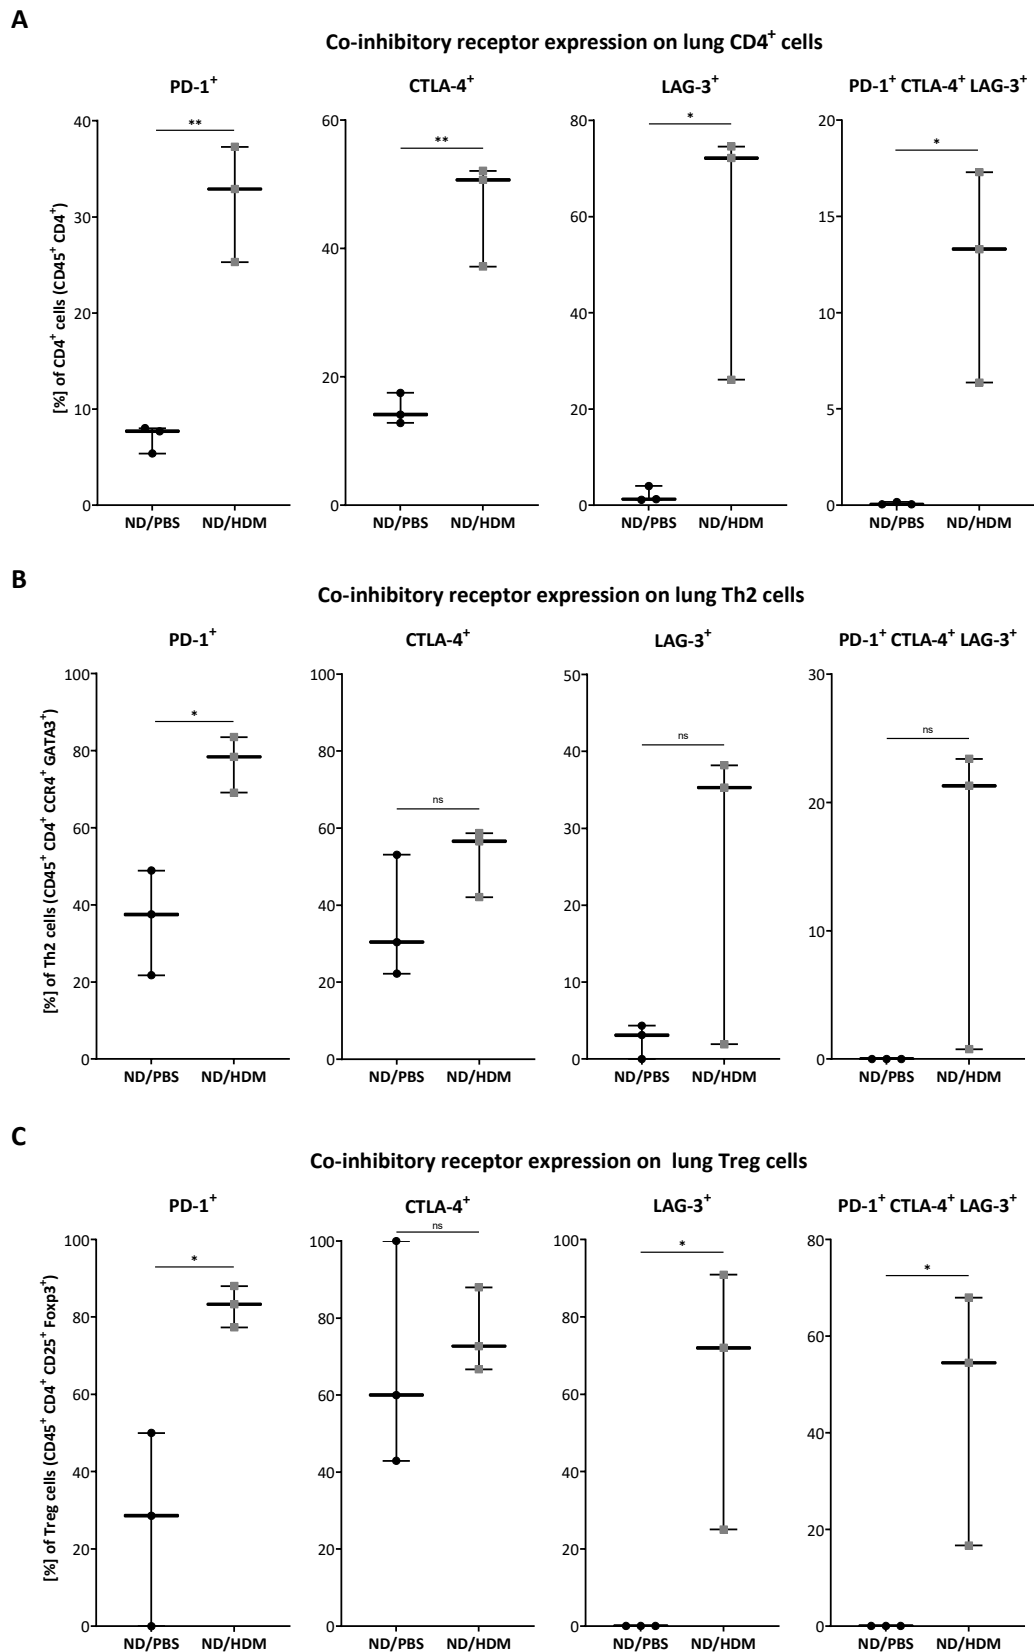 A
Co-inhibitory receptor expression on lung CD4⁺ cells
PD-1⁺ CTLA-4⁺ LAG-3⁺ PD-1⁺ CTLA-4⁺ LAG-3⁺
[%] of CD4⁺ cells (CD45⁺ CD4⁺)
40
30
20
10
0
**
ND/PBS ND/HDM
60
40
20
0
**
ND/PBS ND/HDM
80
60
40
20
0
*
ND/PBS ND/HDM
20
15
10
5
0
*
ND/PBS ND/HDM
B
Co-inhibitory receptor expression on lung Th2 cells
PD-1⁺ CTLA-4⁺ LAG-3⁺ PD-1⁺ CTLA-4⁺ LAG-3⁺
[%] of Th2 cells (CD45⁺ CD4⁺ CCR4⁺ GATA3⁺)
100
80
60
40
20
0
*
ND/PBS ND/HDM
100
80
60
40
20
0
ns
ND/PBS ND/HDM
50
40
30
20
10
0
ns
ND/PBS ND/HDM
30
20
10
0
ns
ND/PBS ND/HDM
C
Co-inhibitory receptor expression on lung Treg cells
PD-1⁺ CTLA-4⁺ LAG-3⁺ PD-1⁺ CTLA-4⁺ LAG-3⁺
[%] of Treg cells (CD45⁺ CD4⁺ CD25⁺ Foxp3⁺)
100
80
60
40
20
0
*
ND/PBS ND/HDM
100
80
60
40
20
0
ns
ND/PBS ND/HDM
100
80
60
40
20
0
*
ND/PBS ND/HDM
80
60
40
20
0
*
ND/PBS ND/HDM